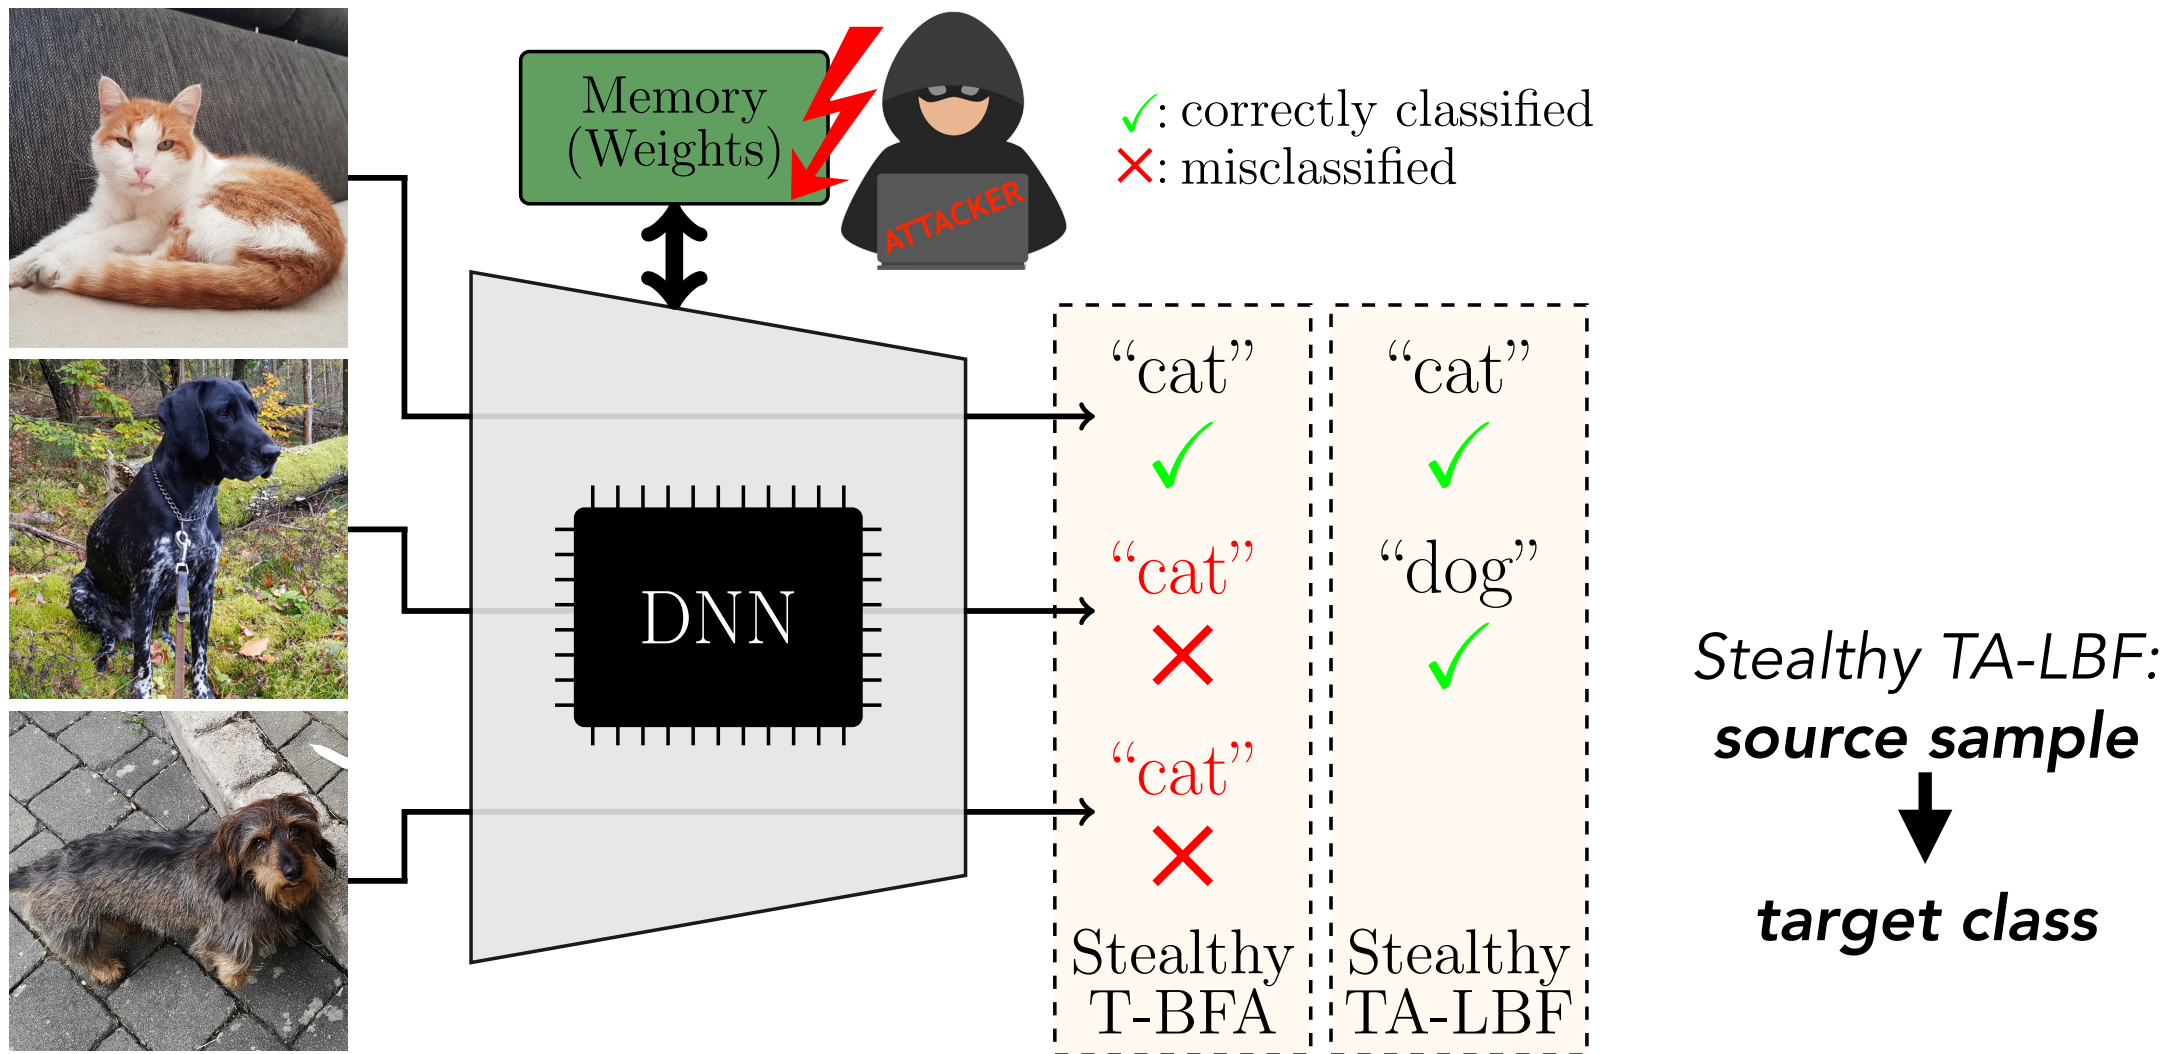 Memory
(Weights)
ATTACKER
✓: correctly classified
✕: misclassified
DNN
“cat”
✓
“cat”
✕
“cat”
✕
Stealthy
T-BFA
“cat”
✓
“dog”
✓
Stealthy
TA-LBF
Stealthy TA-LBF:
source sample
target class